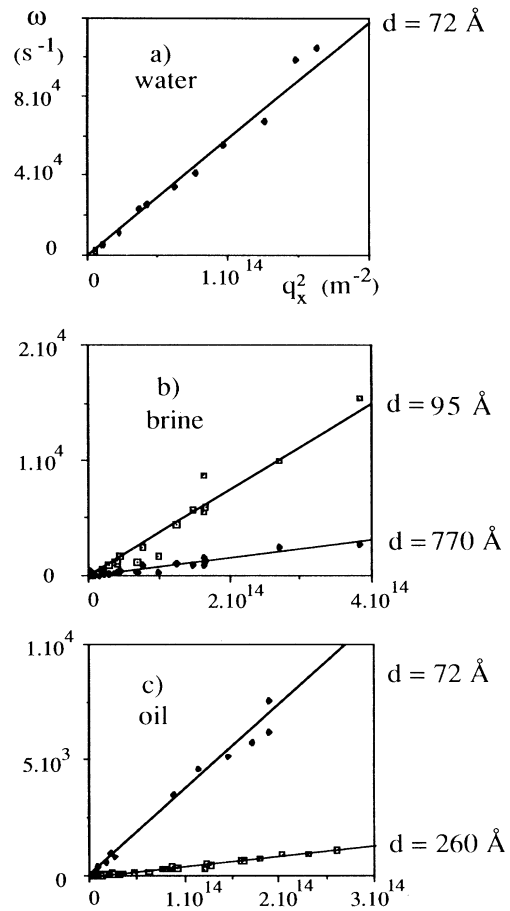 ω
(s⁻¹)
d = 72 Å
a)
water
8.10⁴
4.10⁴
0
0
1.10¹⁴
qₓ² (m⁻²)
2.10⁴
b)
brine
d = 95 Å
1.10⁴
d = 770 Å
0
0
2.10¹⁴
4.10¹⁴
1.10⁴
c)
oil
d = 72 Å
5.10³
d = 260 Å
0
0
1.10¹⁴
2.10¹⁴
3.10¹⁴